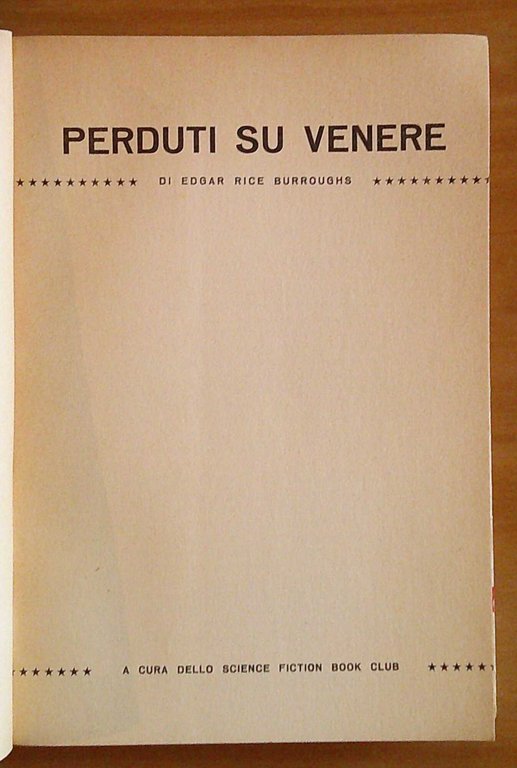 PERDUTI SU VENERE
★★★★★★★★★★ DI EDGAR RICE BURROUGHS ★★★★★★★★★★
★★★★★★★ A CURA DELLO SCIENCE FICTION BOOK CLUB ★★★★★★